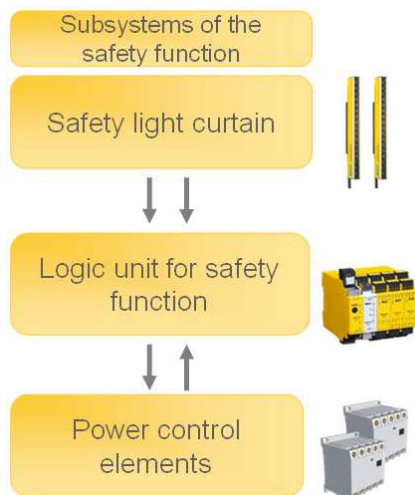 Subsystems of the
safety function
Safety light curtain
Logic unit for safety
function
Power control
elements